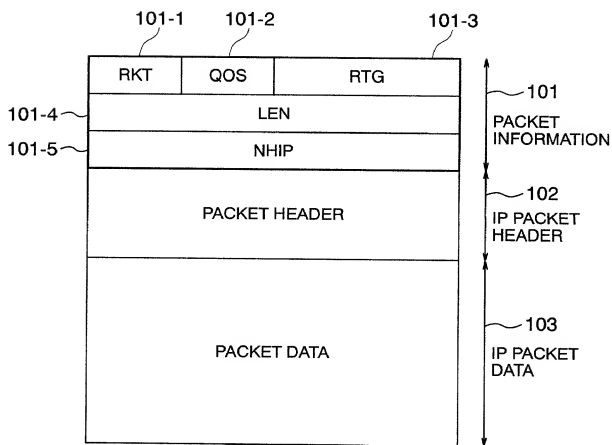 101-1
101-2
101-3
RKT
QOS
RTG
101
PACKET
INFORMATION
101-4
LEN
101-5
NHIP
PACKET HEADER
102
IP PACKET
HEADER
PACKET DATA
103
IP PACKET
DATA